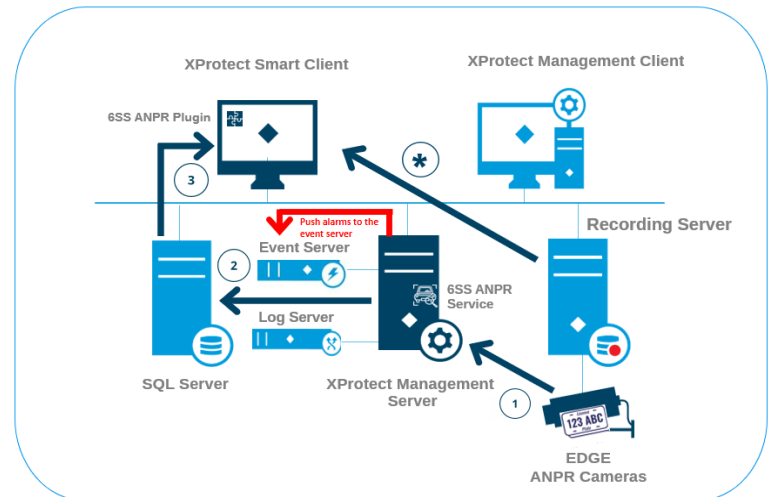 XProtect Smart Client
XProtect Management Client
6SS ANPR Plugin
*
3
Push alarms to the
event server
Recording Server
Event Server
2
6SS ANPR
Service
Log Server
SQL Server
XProtect Management
Server
1
123 ABC
EDGE
ANPR Cameras